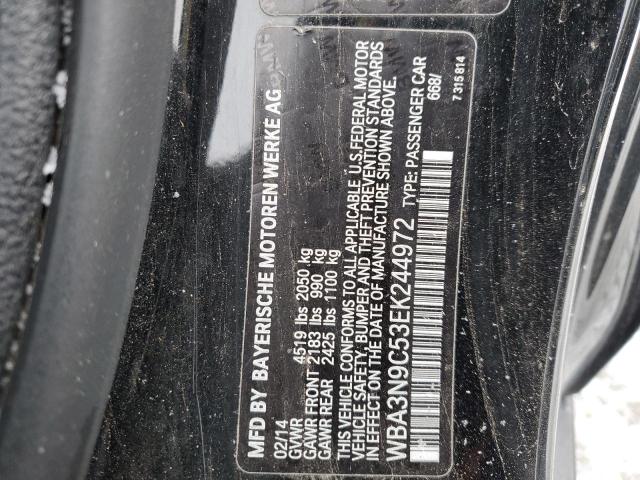 MFD BY BAYERISCHE MOTOREN WERKE AG
02/14
GVWR 4519 lbs 2050 kg
GAWR FRONT 2183 lbs 990 kg
GAWR REAR 2425 lbs 1100 kg
THIS VEHICLE CONFORMS TO ALL APPLICABLE U.S. FEDERAL MOTOR
VEHICLE SAFETY, BUMPER AND THEFT PREVENTION STANDARDS
IN EFFECT ON THE DATE OF MANUFACTURE SHOWN ABOVE.
WBA3N9C53EK244972 TYPE: PASSENGER CAR
668/
7 315 814